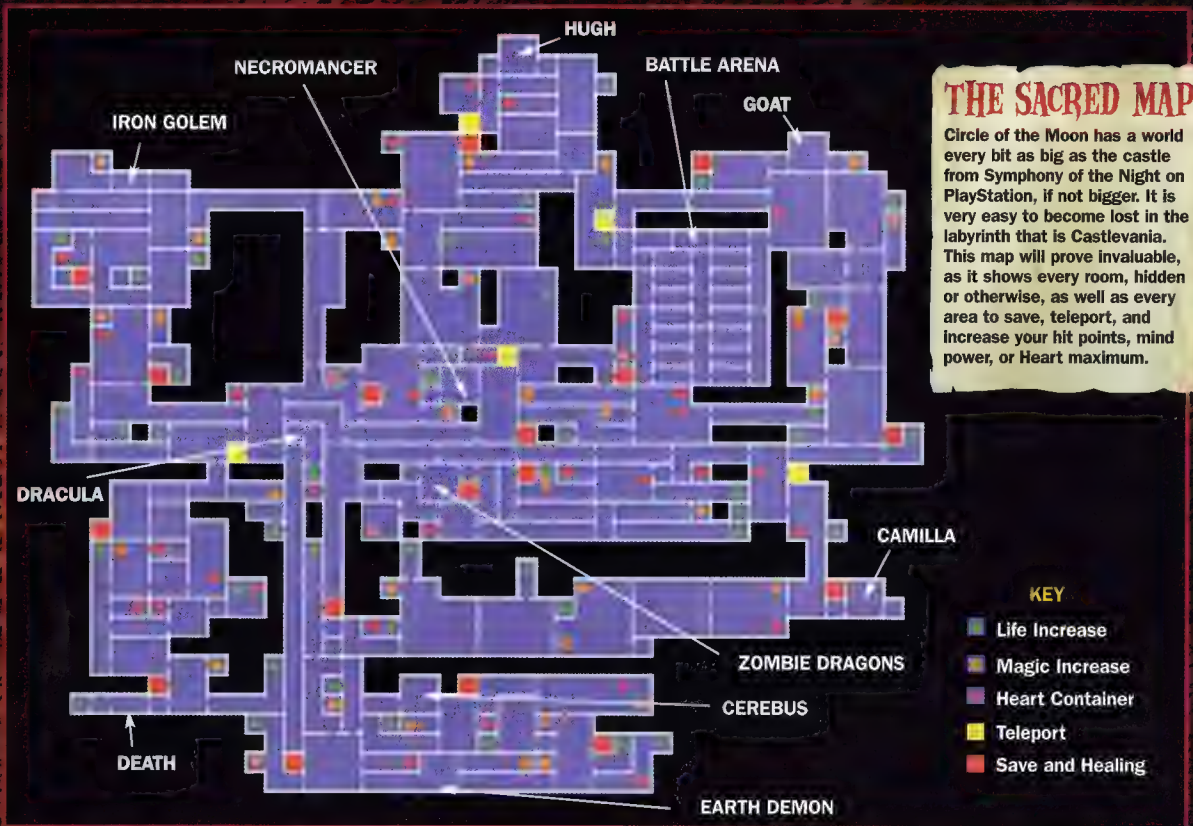 HUGH
NECROMANCER
BATTLE ARENA
GOAT
IRON GOLEM
THE SACRED MAP
Circle of the Moon has a world
every bit as big as the castle
from Symphony of the Night on
PlayStation, if not bigger. It is
very easy to become lost in the
labyrinth that is Castlevania.
This map will prove invaluable,
as it shows every room, hidden
or otherwise, as well as every
area to save, teleport, and
increase your hit points, mind
power, or Heart maximum.
DRACULA
CAMILLA
KEY
Life Increase
Magic Increase
Heart Container
Teleport
Save and Healing
ZOMBIE DRAGONS
CEREBUS
DEATH
EARTH DEMON